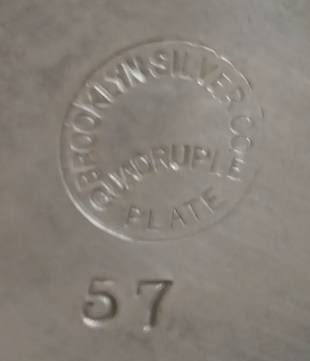 BROOKLYN SILVER CO.
QUADRUPLE
PLATE
57